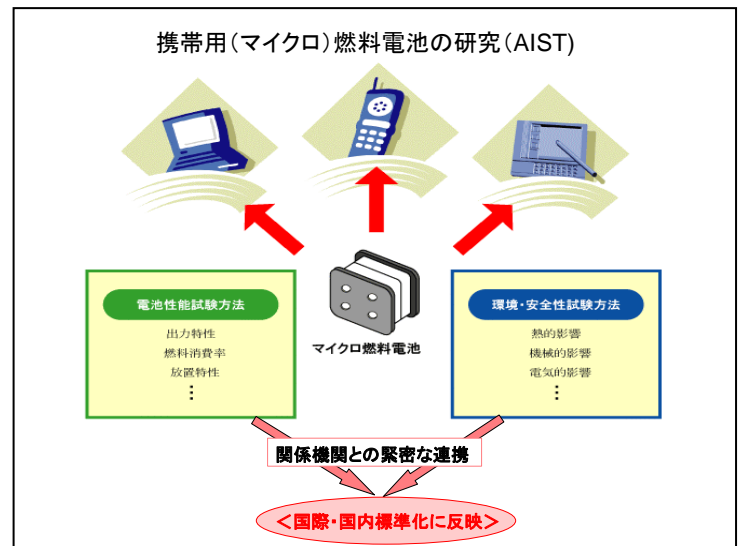 携帯用（マイクロ）燃料電池の研究（AIST)
電池性能試験方法
出力特性
燃料消費率
放置特性
⋮
マイクロ燃料電池
環境・安全性試験方法
熱的影響
機械的影響
電気的影響
⋮
関係機関との緊密な連携
＜国際・国内標準化に反映＞